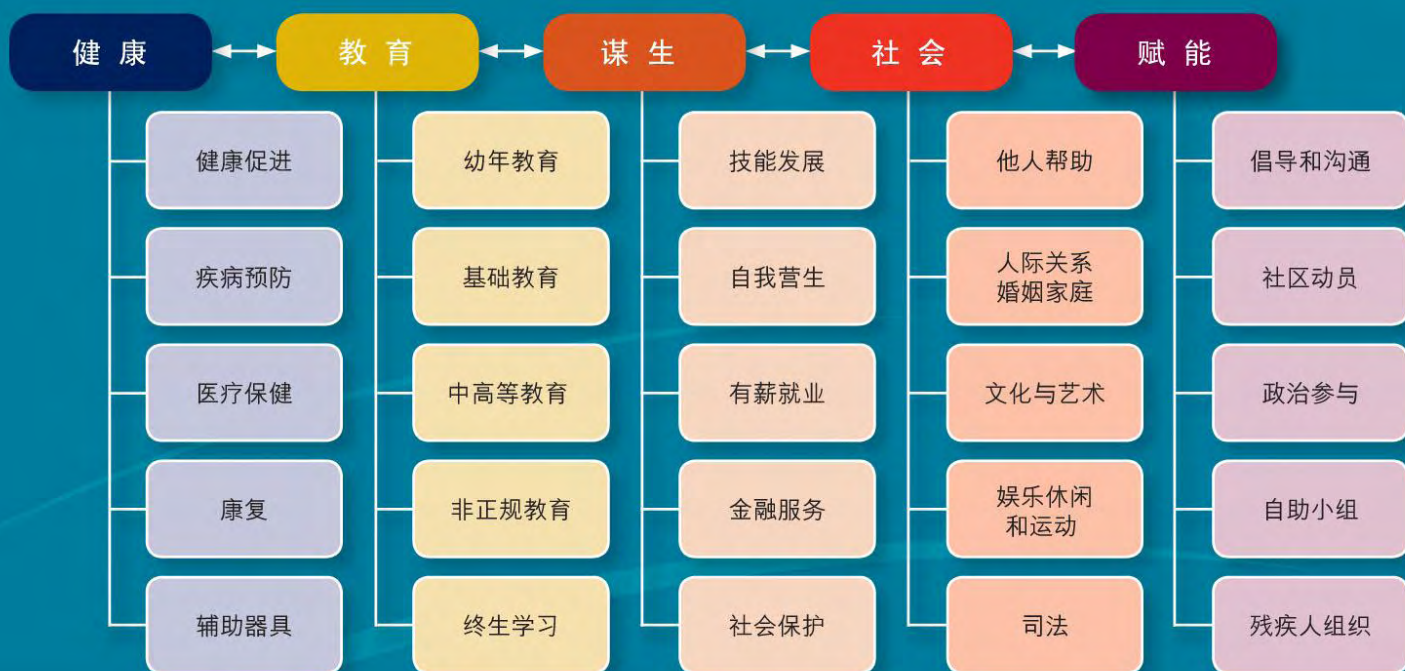 健康
教育
谋生
社会
赋能
健康促进
疾病预防
医疗保健
康复
辅助器具
幼年教育
基础教育
中高等教育
非正规教育
终生学习
技能发展
自我营生
有薪就业
金融服务
社会保护
他人帮助
人际关系
婚姻家庭
文化与艺术
娱乐休闲
和运动
司法
倡导和沟通
社区动员
政治参与
自助小组
残疾人组织